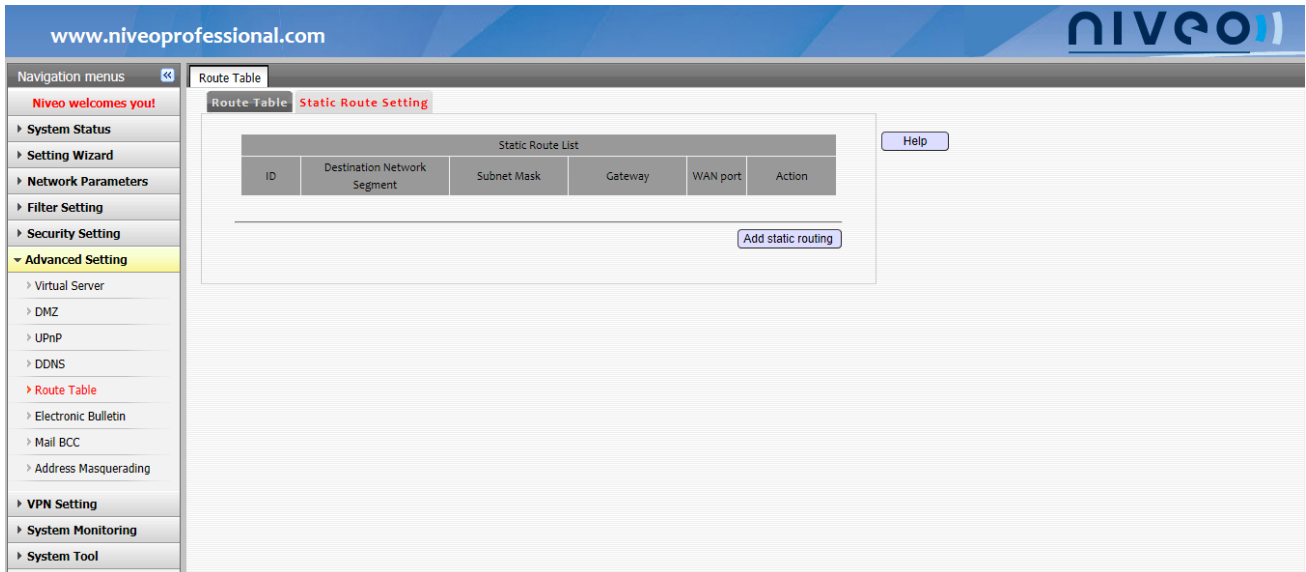 www.niveoprofessional.com
niveo
Navigation menus
Route Table
Niveo welcomes you!
Route Table Static Route Setting
System Status
Setting Wizard
Network Parameters
Filter Setting
Security Setting
Advanced Setting
Virtual Server
DMZ
UPnP
DDNS
Route Table
Electronic Bulletin
Mail BCC
Address Masquerading
VPN Setting
System Monitoring
System Tool
Static Route List
ID
Destination Network
Segment
Subnet Mask
Gateway
WAN port
Action
Add static routing
Help